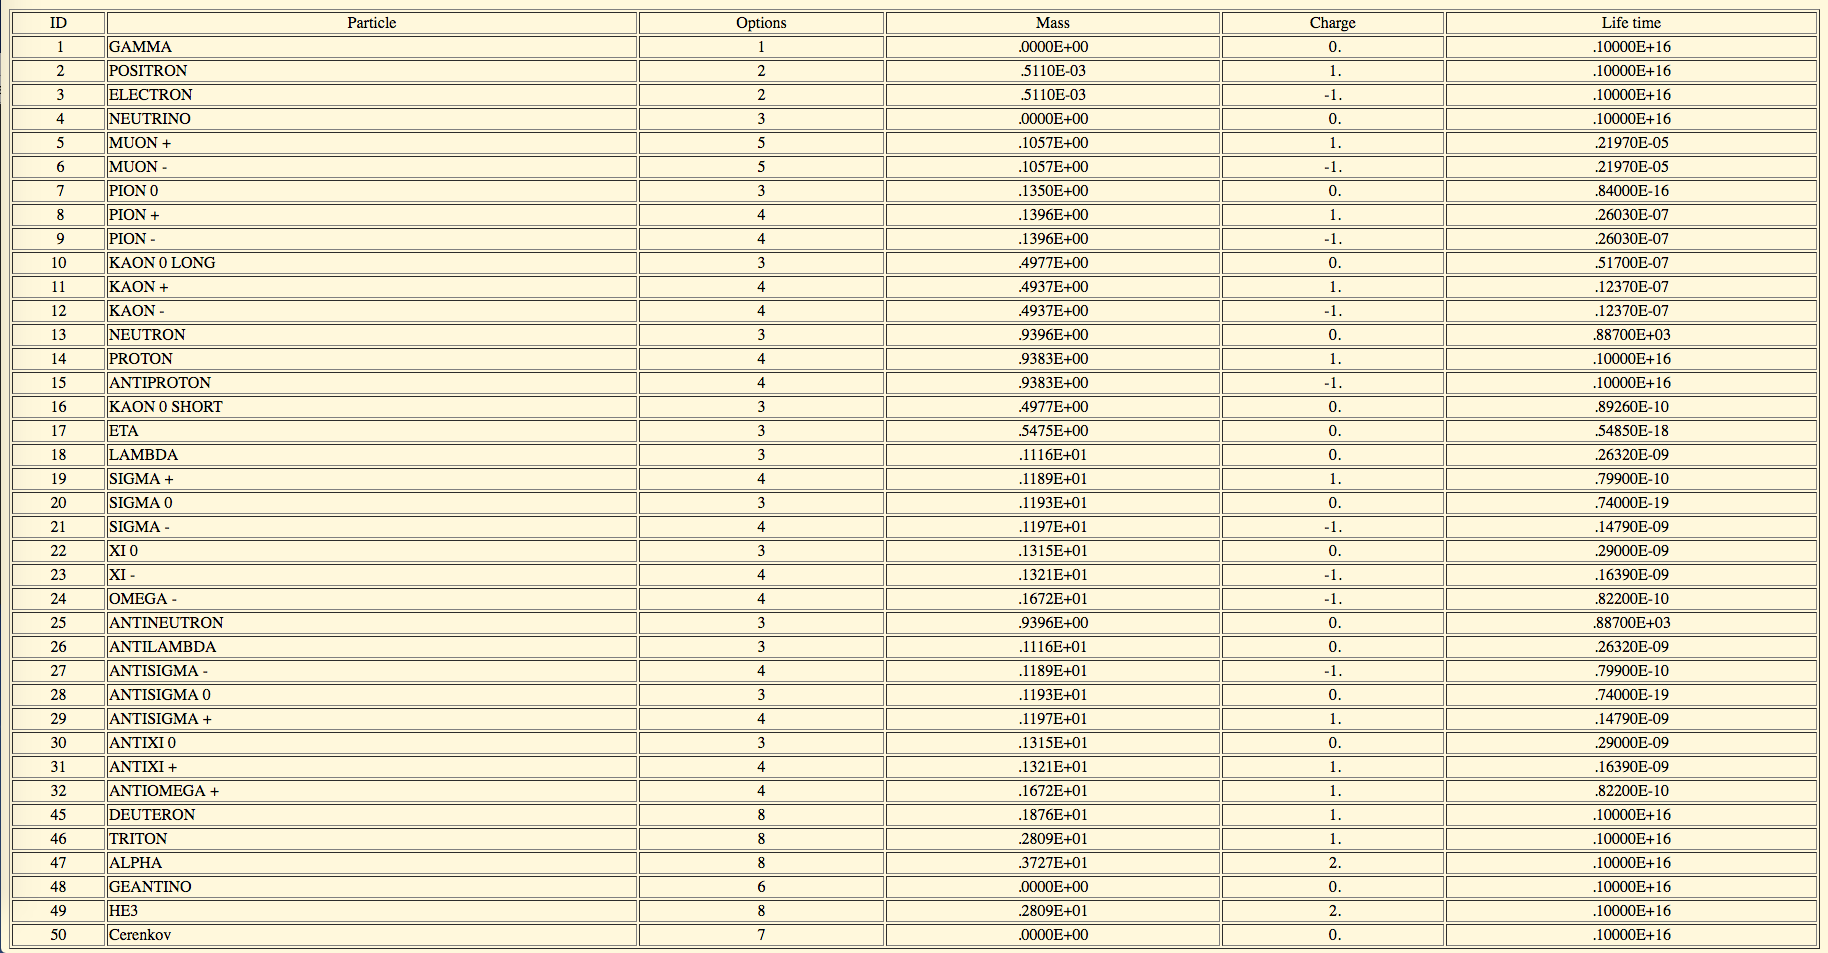 ID Particle Options Mass Charge Life time
1 GAMMA 1 .0000E+00 0. .10000E+16
2 POSITRON 2 .5110E-03 1. .10000E+16
3 ELECTRON 2 .5110E-03 -1. .10000E+16
4 NEUTRINO 3 .0000E+00 0. .10000E+16
5 MUON + 5 .1057E+00 1. .21970E-05
6 MUON - 5 .1057E+00 -1. .21970E-05
7 PION 0 3 .1350E+00 0. .84000E-16
8 PION + 4 .1396E+00 1. .26030E-07
9 PION - 4 .1396E+00 -1. .26030E-07
10 KAON 0 LONG 3 .4977E+00 0. .51700E-07
11 KAON + 4 .4937E+00 1. .12370E-07
12 KAON - 4 .4937E+00 -1. .12370E-07
13 NEUTRON 3 .9396E+00 0. .88700E+03
14 PROTON 4 .9383E+00 1. .10000E+16
15 ANTIPROTON 4 .9383E+00 -1. .10000E+16
16 KAON 0 SHORT 3 .4977E+00 0. .89260E-10
17 ETA 3 .5475E+00 0. .54850E-18
18 LAMBDA 3 .1116E+01 0. .26320E-09
19 SIGMA + 4 .1189E+01 1. .79900E-10
20 SIGMA 0 3 .1193E+01 0. .74000E-19
21 SIGMA - 4 .1197E+01 -1. .14790E-09
22 XI 0 3 .1315E+01 0. .29000E-09
23 XI - 4 .1321E+01 -1. .16390E-09
24 OMEGA - 4 .1672E+01 -1. .82200E-10
25 ANTINEUTRON 3 .9396E+00 0. .88700E+03
26 ANTILAMBDA 3 .1116E+01 0. .26320E-09
27 ANTISIGMA - 4 .1189E+01 -1. .79900E-10
28 ANTISIGMA 0 3 .1193E+01 0. .74000E-19
29 ANTISIGMA + 4 .1197E+01 1. .14790E-09
30 ANTIXI 0 3 .1315E+01 0. .29000E-09
31 ANTIXI + 4 .1321E+01 1. .16390E-09
32 ANTIOMEGA + 4 .1672E+01 1. .82200E-10
45 DEUTERON 8 .1876E+01 1. .10000E+16
46 TRITON 8 .2809E+01 1. .10000E+16
47 ALPHA 8 .3727E+01 2. .10000E+16
48 GEANTINO 6 .0000E+00 0. .10000E+16
49 HE3 8 .2809E+01 2. .10000E+16
50 Cerenkov 7 .0000E+00 0. .10000E+16